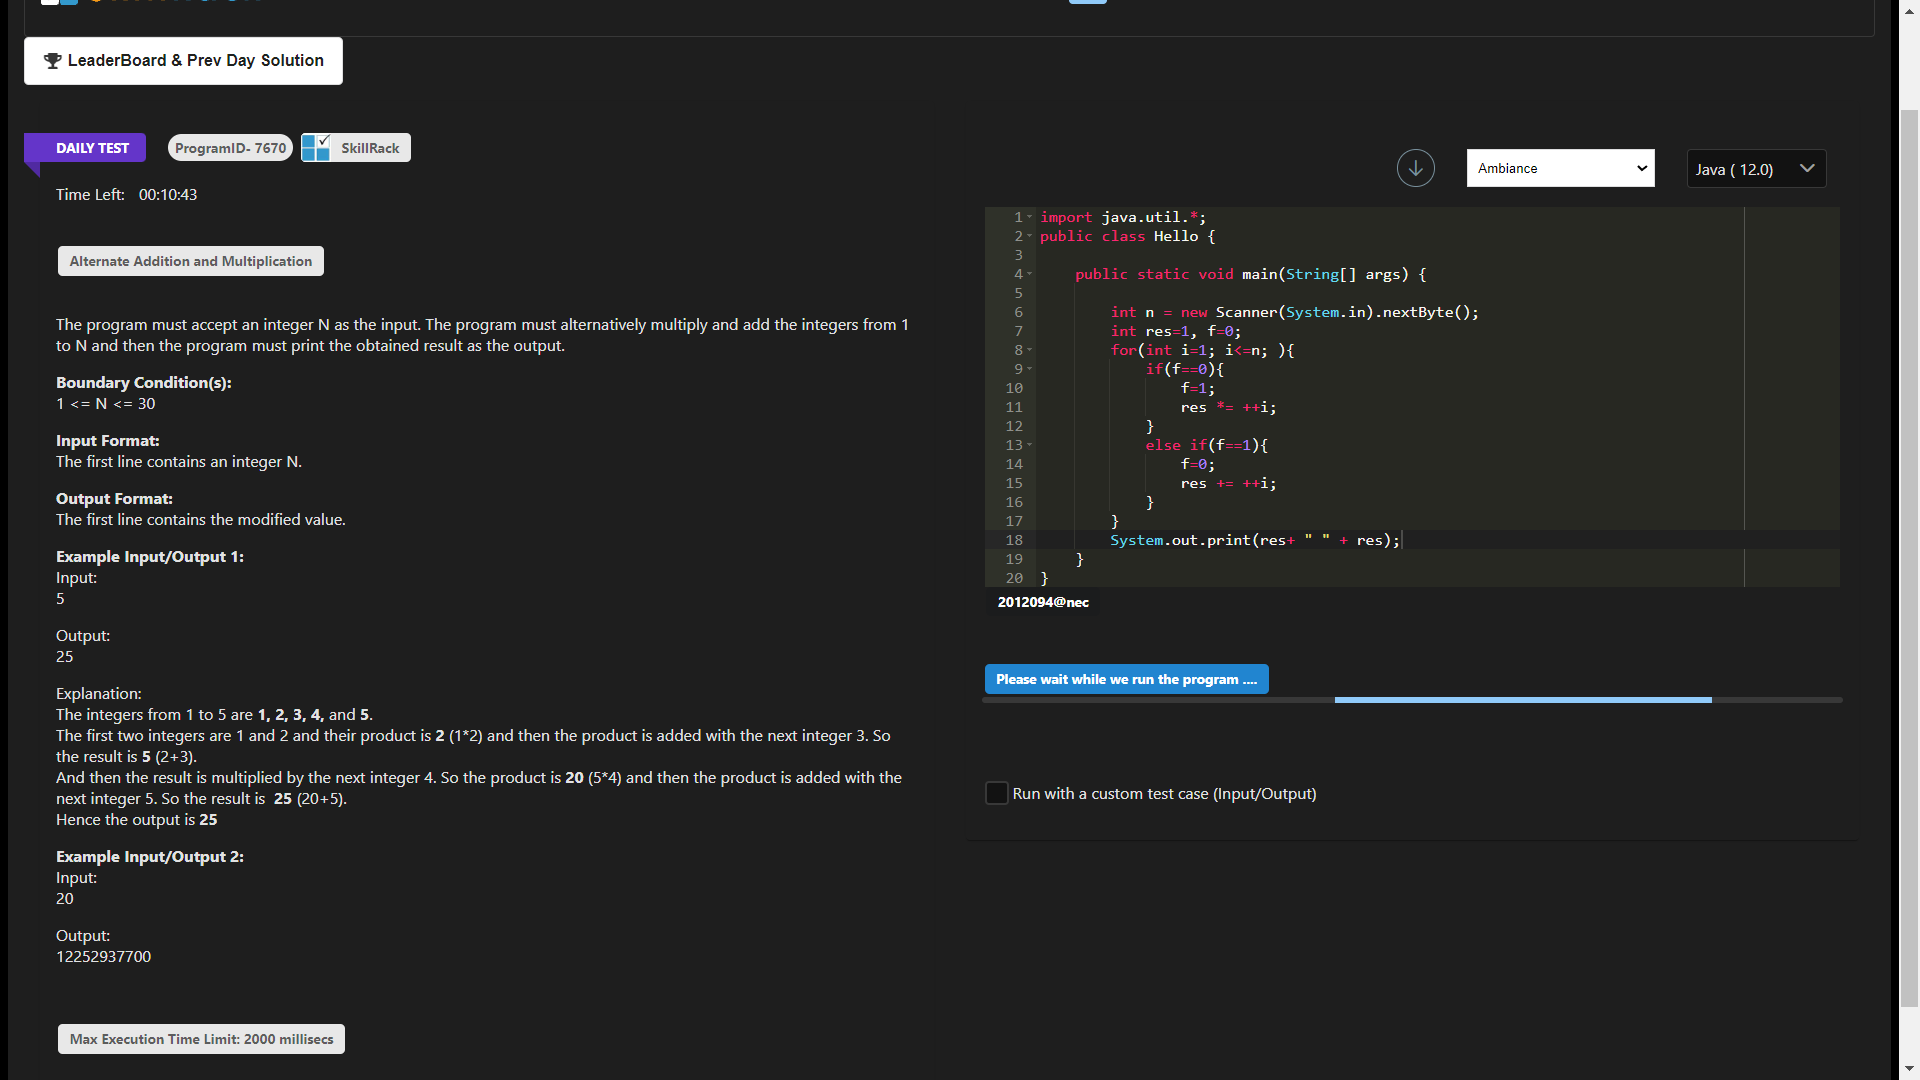 LeaderBoard & Prev Day Solution
DAILY TEST
ProgramID- 7670
SkillRack
Time Left: 00:10:43
Alternate Addition and Multiplication
The program must accept an integer N as the input. The program must alternatively multiply and add the integers from 1
to N and then the program must print the obtained result as the output.
Boundary Condition(s):
1 <= N <= 30
Input Format:
The first line contains an integer N.
Output Format:
The first line contains the modified value.
Example Input/Output 1:
Input:
5
Output:
25
Explanation:
The integers from 1 to 5 are 1, 2, 3, 4, and 5.
The first two integers are 1 and 2 and their product is 2 (1*2) and then the product is added with the next integer 3. So
the result is 5 (2+3).
And then the result is multiplied by the next integer 4. So the product is 20 (5*4) and then the product is added with the
next integer 5. So the result is 25 (20+5).
Hence the output is 25
Example Input/Output 2:
Input:
20
Output:
12252937700
Max Execution Time Limit: 2000 millisecs
Ambiance
Java ( 12.0)
1 import java.util.*;
2 public class Hello {
3
4 public static void main(String[] args) {
5
6 int n = new Scanner(System.in).nextByte();
7 int res=1, f=0;
8 for(int i=1; i<=n; ){
9 if(f==0){
10 f=1;
11 res *= ++i;
12 }
13 else if(f==1){
14 f=0;
15 res += ++i;
16 }
17 }
18 System.out.print(res+ " " + res);
19 }
20 }
2012094@nec
Please wait while we run the program ....
Run with a custom test case (Input/Output)